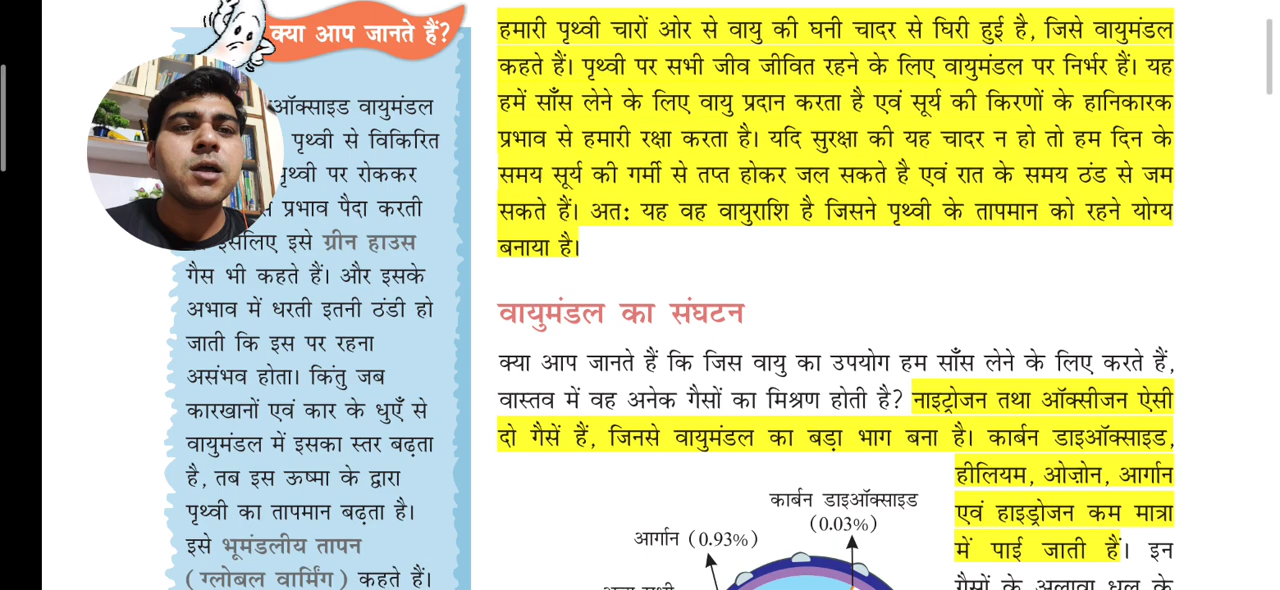 क्या आप जानते हैं?
ऑक्साइड वायुमंडल
पृथ्वी से विकिरित
पृथ्वी पर रोककर
प्रभाव पैदा करती
इसलिए इसे ग्रीन हाउस
गैस भी कहते हैं। और इसके
अभाव में धरती इतनी ठंडी हो
जाती कि इस पर रहना
असंभव होता। किंतु जब
कारखानों एवं कार के धुएँ से
वायुमंडल में इसका स्तर बढ़ता
है, तब इस ऊष्मा के द्वारा
पृथ्वी का तापमान बढ़ता है।
इसे भूमंडलीय तापन
(ग्लोबल वार्मिंग) कहते हैं।
हमारी पृथ्वी चारों ओर से वायु की घनी चादर से घिरी हुई है, जिसे वायुमंडल
कहते हैं। पृथ्वी पर सभी जीव जीवित रहने के लिए वायुमंडल पर निर्भर हैं। यह
हमें साँस लेने के लिए वायु प्रदान करता है एवं सूर्य की किरणों के हानिकारक
प्रभाव से हमारी रक्षा करता है। यदि सुरक्षा की यह चादर न हो तो हम दिन के
समय सूर्य की गर्मी से तप्त होकर जल सकते है एवं रात के समय ठंड से जम
सकते हैं। अत: यह वह वायुराशि है जिसने पृथ्वी के तापमान को रहने योग्य
बनाया है।
वायुमंडल का संघटन
क्या आप जानते हैं कि जिस वायु का उपयोग हम साँस लेने के लिए करते हैं,
वास्तव में वह अनेक गैसों का मिश्रण होती है? नाइट्रोजन तथा ऑक्सीजन ऐसी
दो गैसें हैं, जिनसे वायुमंडल का बड़ा भाग बना है। कार्बन डाइऑक्साइड,
हीलियम, ओज़ोन, आर्गान
एवं हाइड्रोजन कम मात्रा
में पाई जाती हैं। इन
गैसों के अलावा धूल के
कार्बन डाइऑक्साइड
(0.03%)
आर्गान (0.93%)
अन्य सभी